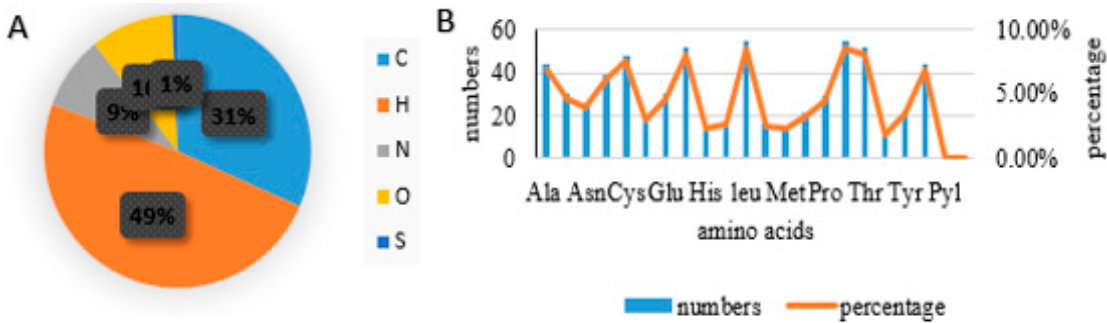 A
C
H
N
O
S
31%
49%
9%
1%
B
60
40
20
0
numbers
10.00%
5.00%
0.00%
percentage
Ala Asn Cys Glu His leu Met Pro Thr Tyr Pyl
amino acids
numbers percentage